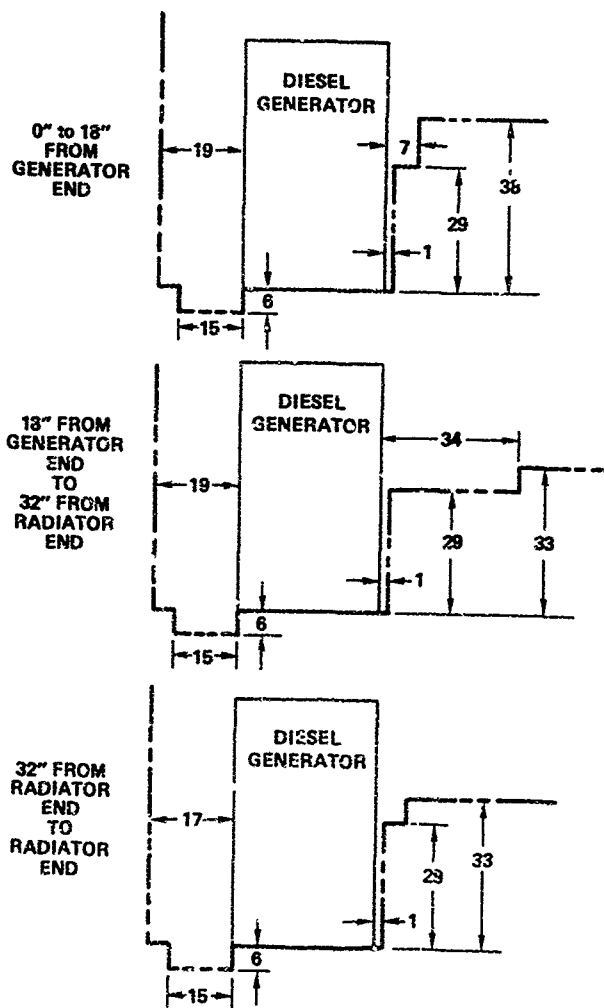 DIESEL
GENERATOR
0" to 18"
FROM
GENERATOR
END
19
7
38
29
1
6
15
DIESEL
GENERATOR
18" FROM
GENERATOR
END
TO
32" FROM
RADIATOR
END
34
19
29
33
1
6
15
DIESEL
GENERATOR
32" FROM
RADIATOR
END
TO
RADIATOR
END
17
33
29
1
6
15